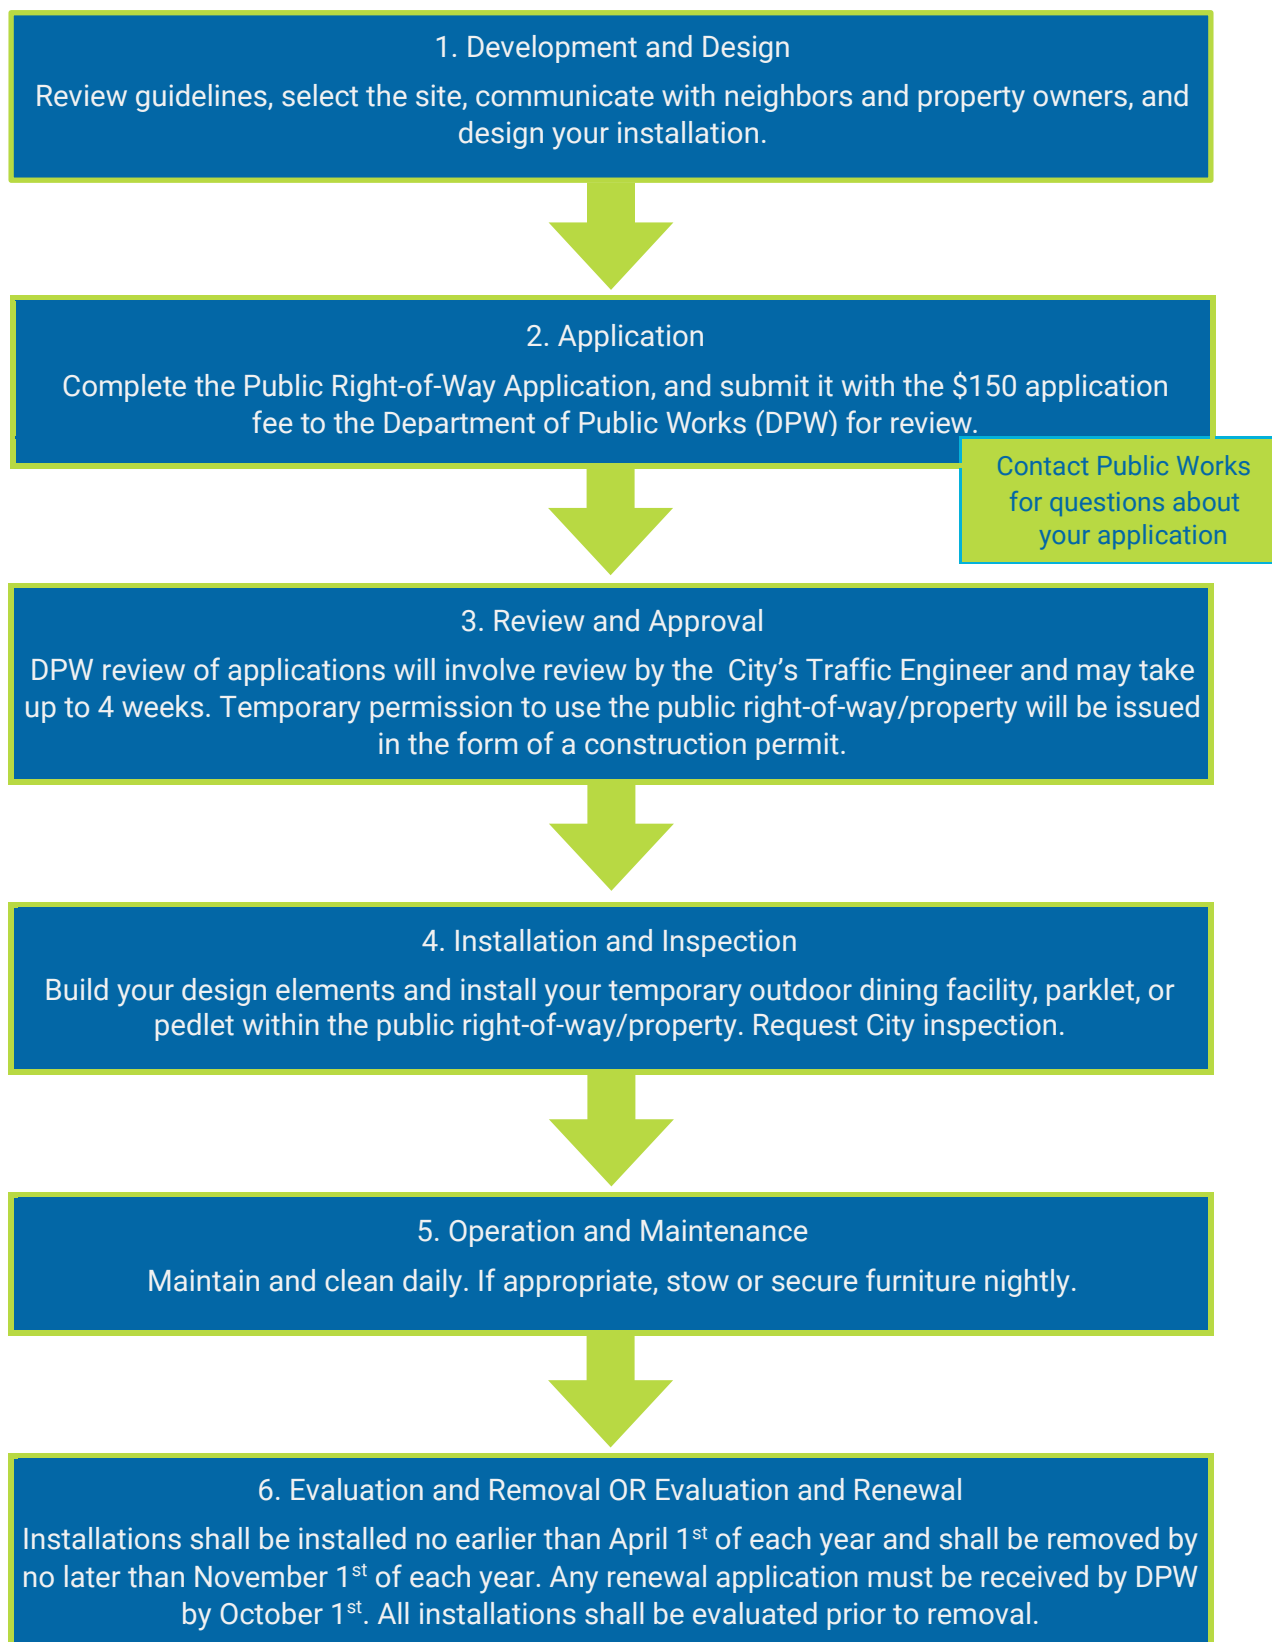 1. Development and Design
Review guidelines, select the site, communicate with neighbors and property owners, and
design your installation.
2. Application
Complete the Public Right-of-Way Application, and submit it with the $150 application
fee to the Department of Public Works (DPW) for review.
Contact Public Works
for questions about
your application
3. Review and Approval
DPW review of applications will involve review by the  City’s Traffic Engineer and may take
up to 4 weeks. Temporary permission to use the public right-of-way/property will be issued
in the form of a construction permit.
4. Installation and Inspection
Build your design elements and install your temporary outdoor dining facility, parklet, or
pedlet within the public right-of-way/property. Request City inspection.
5. Operation and Maintenance
Maintain and clean daily. If appropriate, stow or secure furniture nightly.
6. Evaluation and Removal OR Evaluation and Renewal
Installations shall be installed no earlier than April 1st of each year and shall be removed by
no later than November 1st of each year. Any renewal application must be received by DPW
by October 1st. All installations shall be evaluated prior to removal.